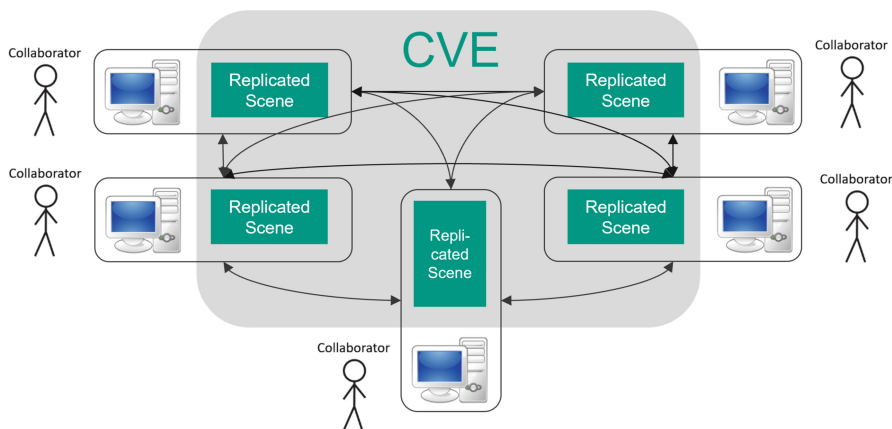 CVE
Collaborator
Replicated
Scene
Replicated
Scene
Collaborator
Collaborator
Replicated
Scene
Replicated
Scene
Collaborator
Repli-
cated
Scene
Collaborator